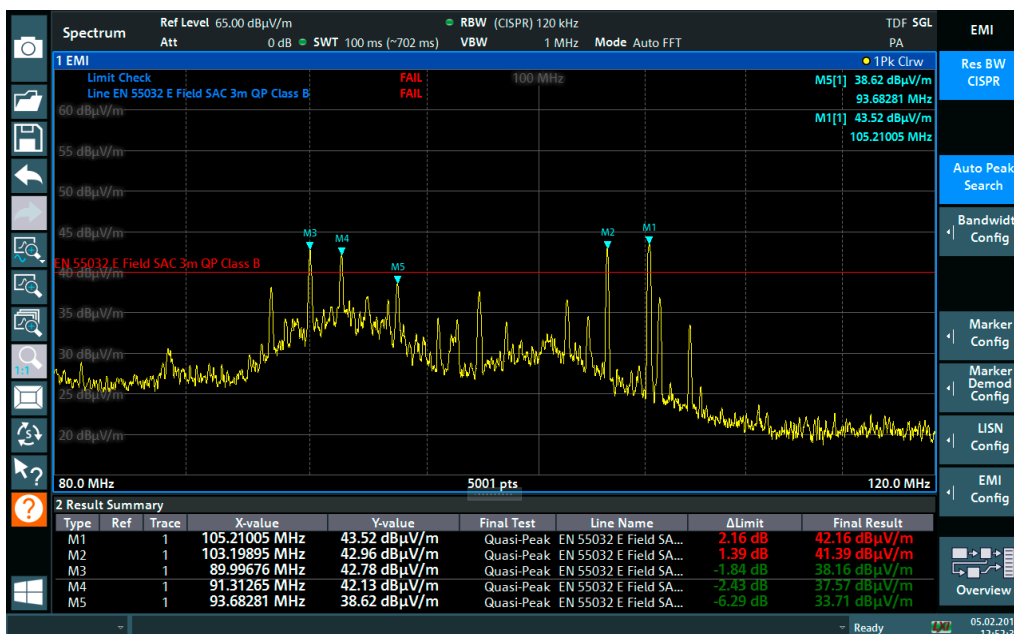 Spectrum
Ref Level 65.00 dBµV/m RBW (CISPR) 120 kHz TDF SGL
Att 0 dB SWT 100 ms (~702 ms) VBW 1 MHz Mode Auto FFT PA
EMI
1 EMI 1Pk Clrw
Limit Check FAIL 100 MHz M5[1] 38.62 dBµV/m
Line EN 55032 E Field SAC 3m QP Class B FAIL 93.68281 MHz
M1[1] 43.52 dBµV/m
105.21005 MHz
60 dBµV/m
55 dBµV/m
50 dBµV/m
45 dBµV/m
M3 M4 M5 M2 M1
EN 55032 E Field SAC 3m QP Class B
40 dBµV/m
35 dBµV/m
30 dBµV/m
25 dBµV/m
20 dBµV/m
80.0 MHz 5001 pts 120.0 MHz
2 Result Summary
Type Ref Trace X-value Y-value Final Test Line Name ΔLimit Final Result
M1 1 105.21005 MHz 43.52 dBµV/m Quasi-Peak EN 55032 E Field SA... 2.16 dB 42.16 dBµV/m
M2 1 103.19895 MHz 42.96 dBµV/m Quasi-Peak EN 55032 E Field SA... 1.39 dB 41.39 dBµV/m
M3 1 89.99676 MHz 42.78 dBµV/m Quasi-Peak EN 55032 E Field SA... -1.84 dB 38.16 dBµV/m
M4 1 91.31265 MHz 42.13 dBµV/m Quasi-Peak EN 55032 E Field SA... -2.43 dB 37.57 dBµV/m
M5 1 93.68281 MHz 38.62 dBµV/m Quasi-Peak EN 55032 E Field SA... -6.29 dB 33.71 dBµV/m
Res BW
CISPR
Auto Peak
Search
Bandwidt
Config
Marker
Config
Marker
Demod
Config
LISN
Config
EMI
Config
Overview
1:1
Ready
05.02.201